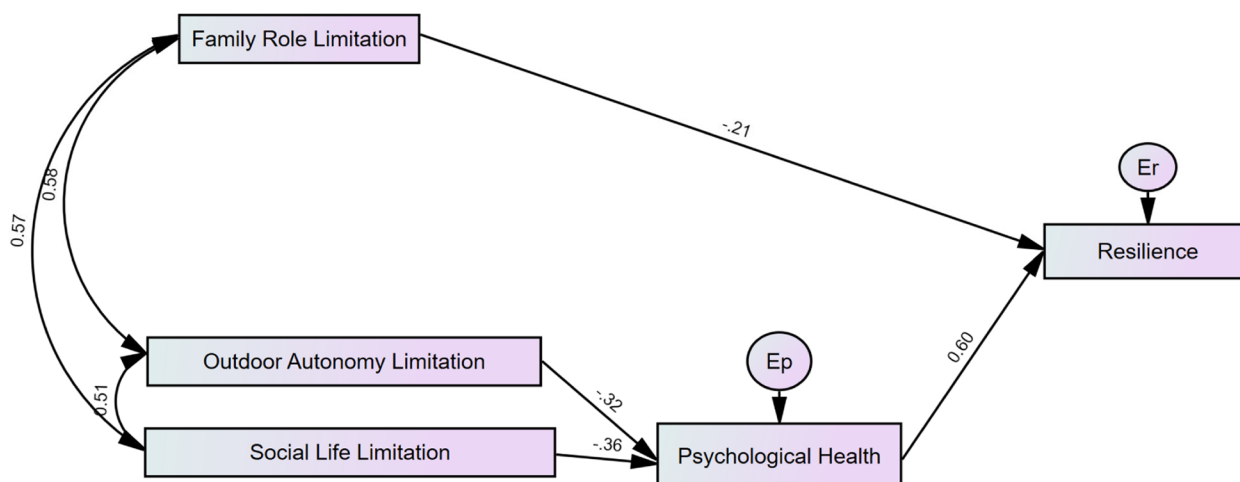 Family Role Limitation
-.21
Er
0.58
0.57
Resilience
Outdoor Autonomy Limitation
Ep
0.60
0.51
-.32
Social Life Limitation
-.36
Psychological Health